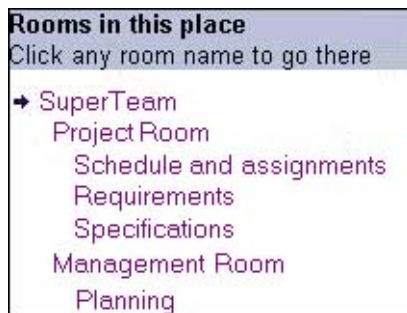 Rooms in this place
Click any room name to go there
SuperTeam
Project Room
Schedule and assignments
Requirements
Specifications
Management Room
Planning